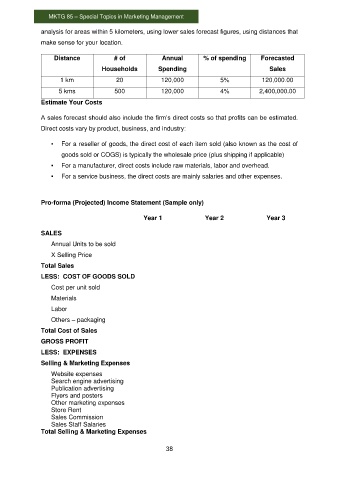 MKTG 86 – Special Topics in Marketing Management
analysis for areas within 5 kilometers, using lower sales forecast figures, using distances that
make sense for your location.
Distance # of Households Annual Spending % of spending Forecasted Sales
1 km 20 120,000 5% 120,000.00
5 kms 500 120,000 4% 2,400,000.00
Estimate Your Costs
A sales forecast should also include the firm's direct costs so that profits can be estimated.
Direct costs vary by product, business, and industry:
• For a reseller of goods, the direct cost of each item sold (also known as the cost of
goods sold or COGS) is typically the wholesale price (plus shipping if applicable)
• For a manufacturer, direct costs include raw materials, labor and overhead.
• For a service business, the direct costs are mainly salaries and other expenses.
Pro-forma (Projected) Income Statement (Sample only)
Year 1 Year 2 Year 3
SALES
Annual Units to be sold
X Selling Price
Total Sales
LESS: COST OF GOODS SOLD
Cost per unit sold
Materials
Labor
Others – packaging
Total Cost of Sales
GROSS PROFIT
LESS: EXPENSES
Selling & Marketing Expenses
Website expenses
Search engine advertising
Publication advertising
Flyers and posters
Other marketing expenses
Store Rent
Sales Commission
Sales Staff Salaries
Total Selling & Marketing Expenses
38